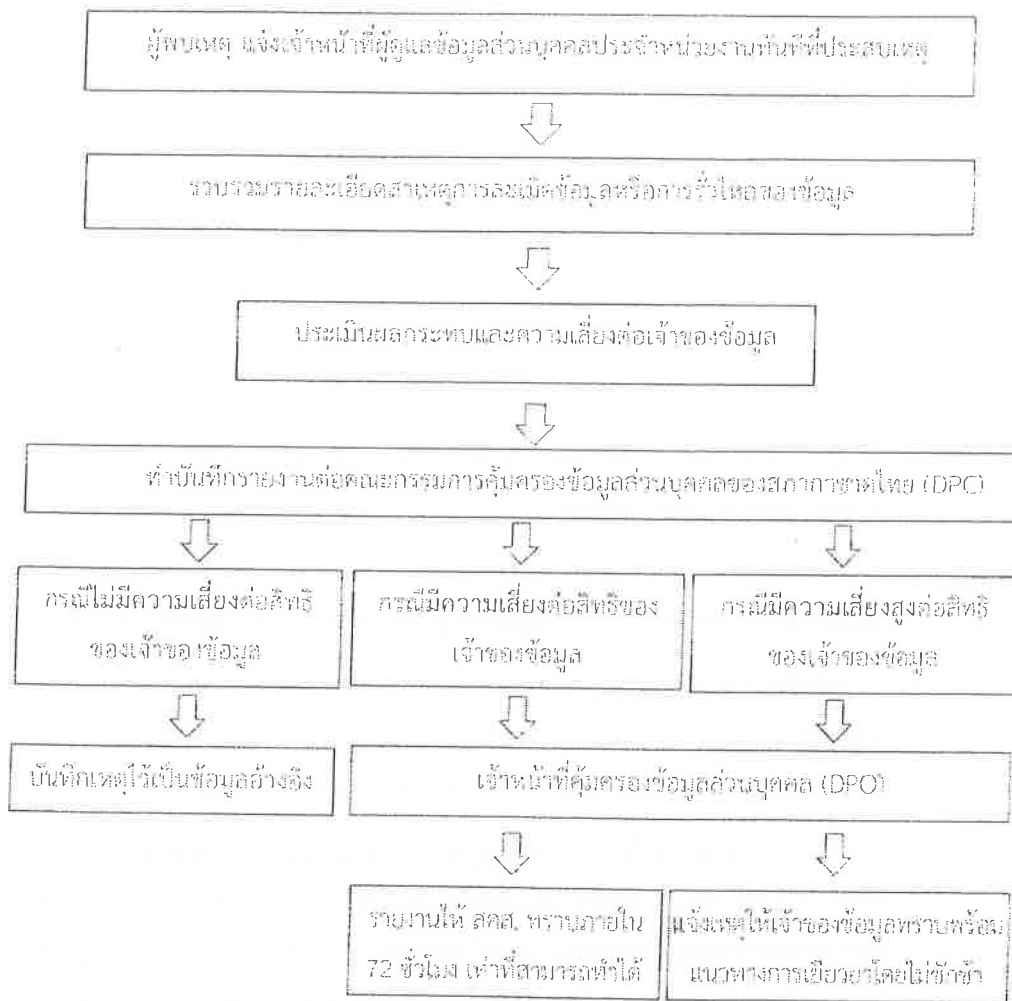 ผู้พบเหตุ แจ้งเจ้าหน้าที่ผู้ดูแลข้อมูลส่วนบุคคลประจำหน่วยงานทันทีที่ประสบเหตุ
รวบรวมรายละเอียดสาเหตุการละเมิดข้อมูลหรือการรั่วไหลของข้อมูล
ประเมินผลกระทบและความเสี่ยงต่อเจ้าของข้อมูล
ทำบันทึกรายงานต่อคณะกรรมการคุ้มครองข้อมูลส่วนบุคคลของสภากาชาดไทย (DPC)
กรณีไม่มีความเสี่ยงต่อสิทธิ
ของเจ้าของข้อมูล
กรณีมีความเสี่ยงต่อสิทธิของ
เจ้าของข้อมูล
กรณีมีความเสี่ยงสูงต่อสิทธิ
ของเจ้าของข้อมูล
บันทึกเหตุไว้เป็นข้อมูลอ้างอิง
เจ้าหน้าที่คุ้มครองข้อมูลส่วนบุคคล (DPO)
รายงานให้ สคส. ทราบภายใน
72 ชั่วโมง เท่าที่สามารถทำได้
แจ้งเหตุให้เจ้าของข้อมูลทราบพร้อม
แนวทางการเยียวยาโดยไม่ชักช้า